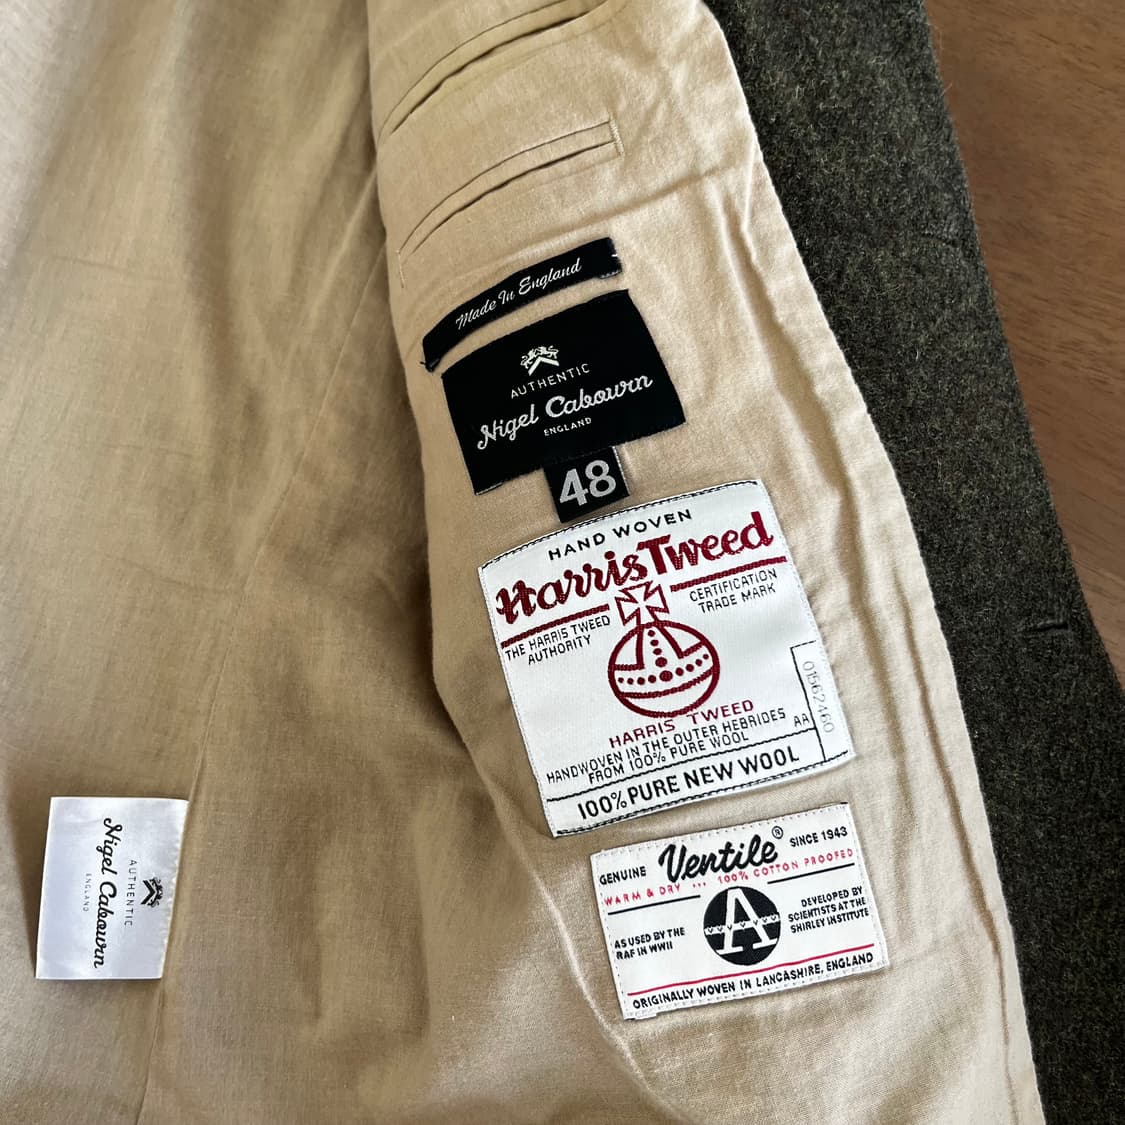 Made In England
AUTHENTIC
Nigel Cabourn
ENGLAND
48
HAND WOVEN
Harris Tweed
THE HARRIS TWEED
AUTHORITY
CERTIFICATION
TRADE MARK
HARRIS TWEED
HANDWOVEN IN THE OUTER HEBRIDES
FROM 100% PURE WOOL
AA
01562460
100% PURE NEW WOOL
GENUINE
Ventile®
SINCE 1943
WARM & DRY ... 100% COTTON PROOFED
AS USED BY THE
RAF IN WWII
A
DEVELOPED BY
SCIENTISTS AT THE
SHIRLEY INSTITUTE
ORIGINALLY WOVEN IN LANCASHIRE, ENGLAND
AUTHENTIC
Nigel Cabourn
ENGLAND